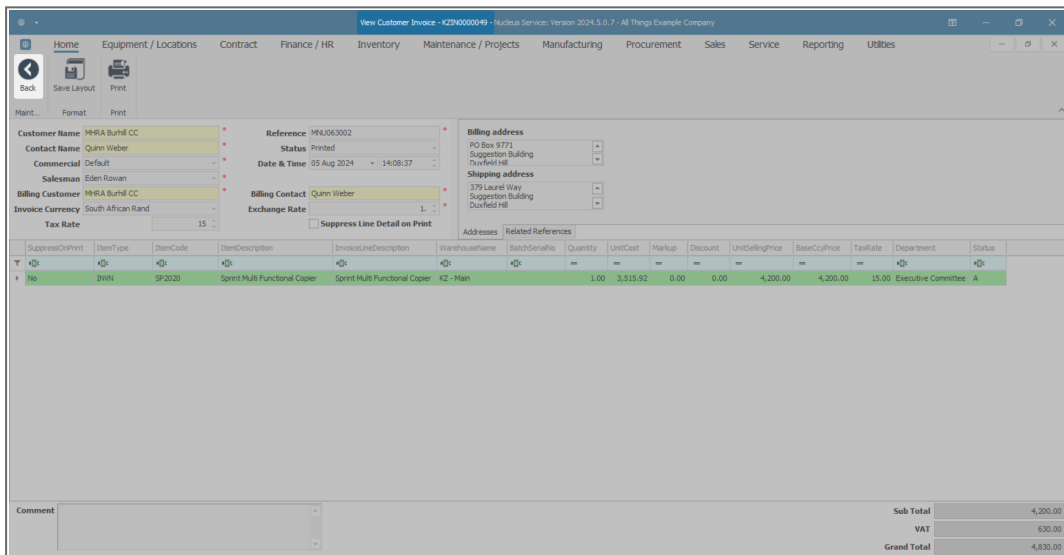 View Customer Invoice - KZIN0000049 - Nucleus Service: Version 2024.5.0.7 - All Things Example Company
Home Equipment / Locations Contract Finance / HR Inventory Maintenance / Projects Manufacturing Procurement Sales Service Reporting Utilities
Back Save Layout Print
Maint... Format Print
Customer Name MHRA Burhill CC * Reference MNU063002 * Billing address
Contact Name Quinn Weber * Status Printed PO Box 9771
Suggestion Building
Commercial Default Date & Time 05 Aug 2024 14:08:37 Duxfield Hill
Salesman Eden Rowan * Shipping address
Billing Customer MHRA Burhill CC * Billing Contact Quinn Weber * 379 Laurel Way
Suggestion Building
Invoice Currency South African Rand * Exchange Rate 1. * Duxfield Hill
Tax Rate 15 Suppress Line Detail on Print
Addresses Related References
SuppressOnPrint ItemType ItemCode ItemDescription InvoiceLineDescription WarehouseName BatchSerialNo Quantity UnitCost Markup Discount UnitSellingPrice BaseCcyPrice TaxRate Department Status
= = = = = = =
No INVN SP2020 Sprint Multi Functional Copier Sprint Multi Functional Copier KZ - Main 1.00 3,515.92 0.00 0.00 4,200.00 4,200.00 15.00 Executive Committee A
Comment Sub Total 4,200.00
VAT 630.00
Grand Total 4,830.00